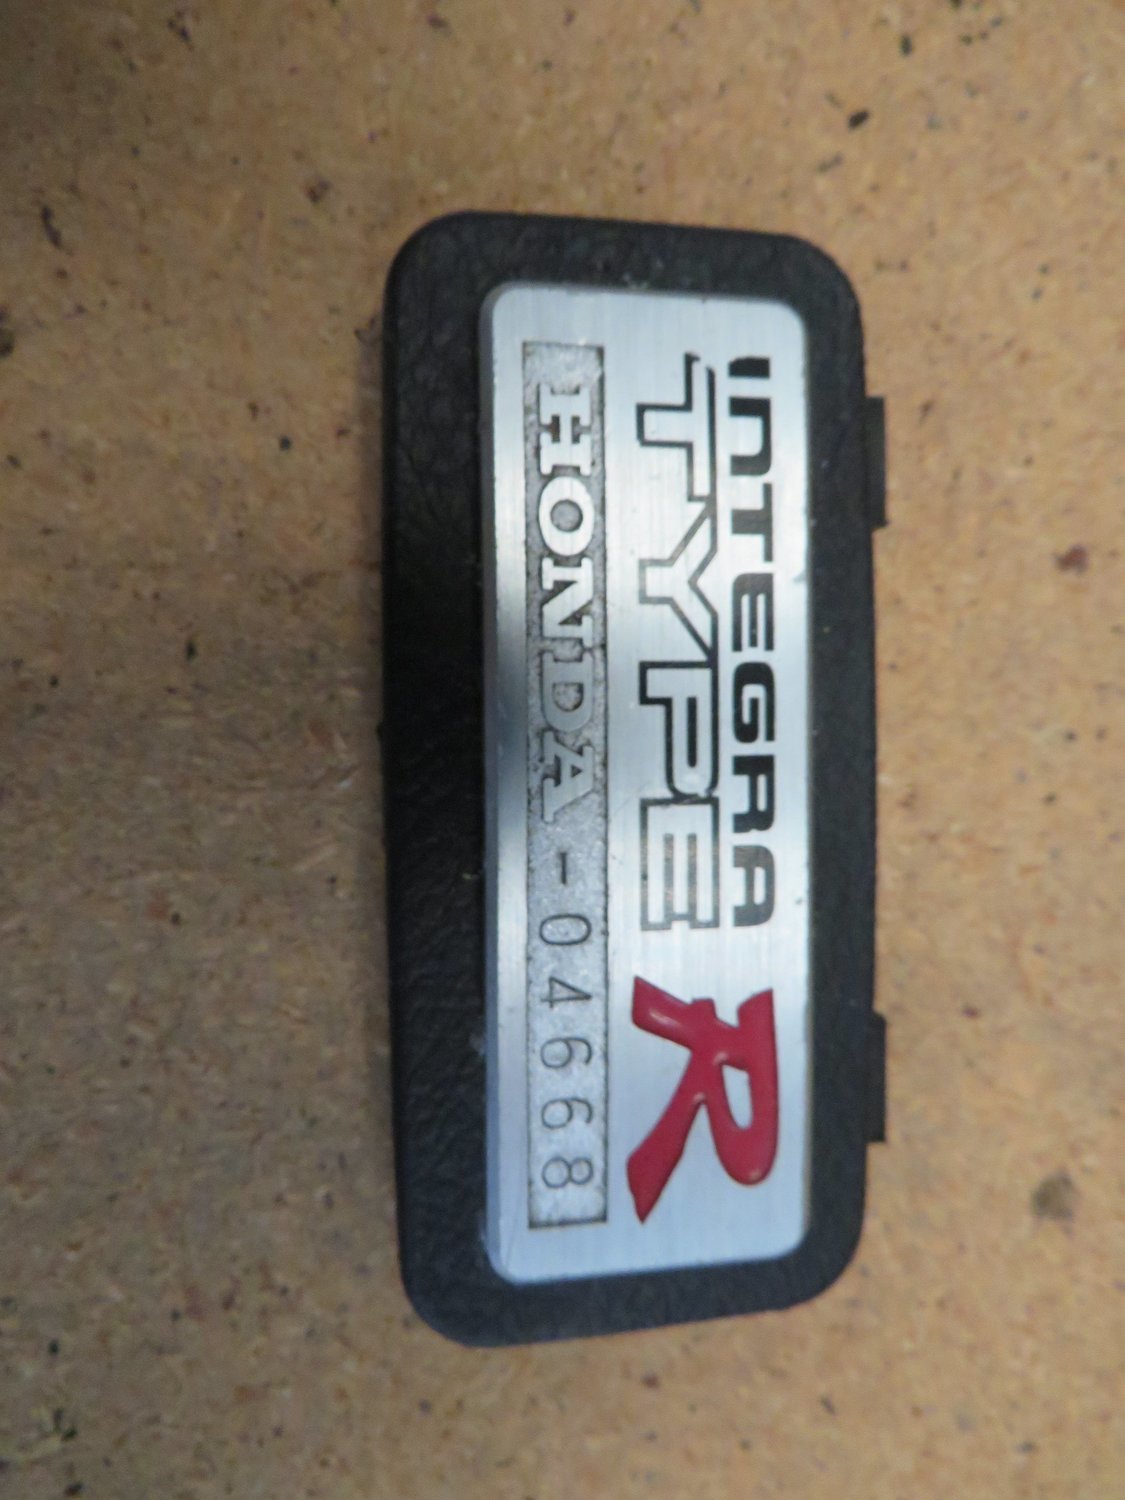 INTEGRA
TYPE R
HONDA-04668